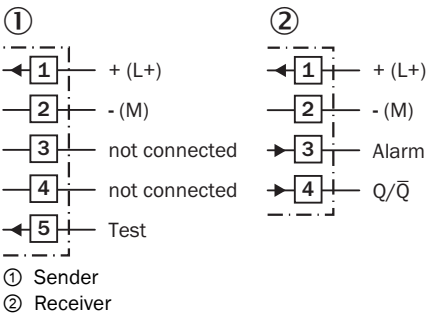 ① ②
1 + (L+) 1 + (L+)
2 - (M) 2 - (M)
3 not connected 3 Alarm
4 not connected 4 Q/Q̅
5 Test
① Sender
② Receiver